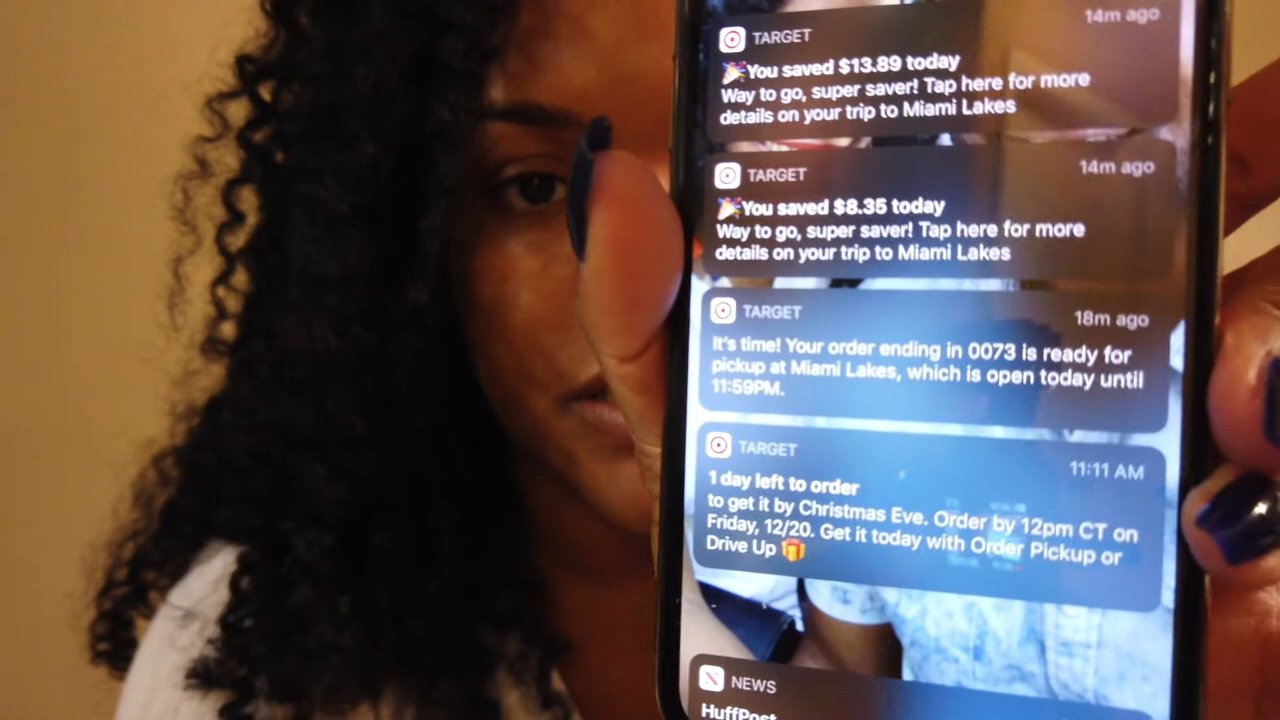 TARGET 14m ago
🎉You saved $13.89 today
Way to go, super saver! Tap here for more
details on your trip to Miami Lakes
TARGET 14m ago
🎉You saved $8.35 today
Way to go, super saver! Tap here for more
details on your trip to Miami Lakes
TARGET 18m ago
It's time! Your order ending in 0073 is ready for
pickup at Miami Lakes, which is open today until
11:59PM.
TARGET 11:11 AM
1 day left to order
to get it by Christmas Eve. Order by 12pm CT on
Friday, 12/20. Get it today with Order Pickup or
Drive Up 🎁
NEWS
HuffPost